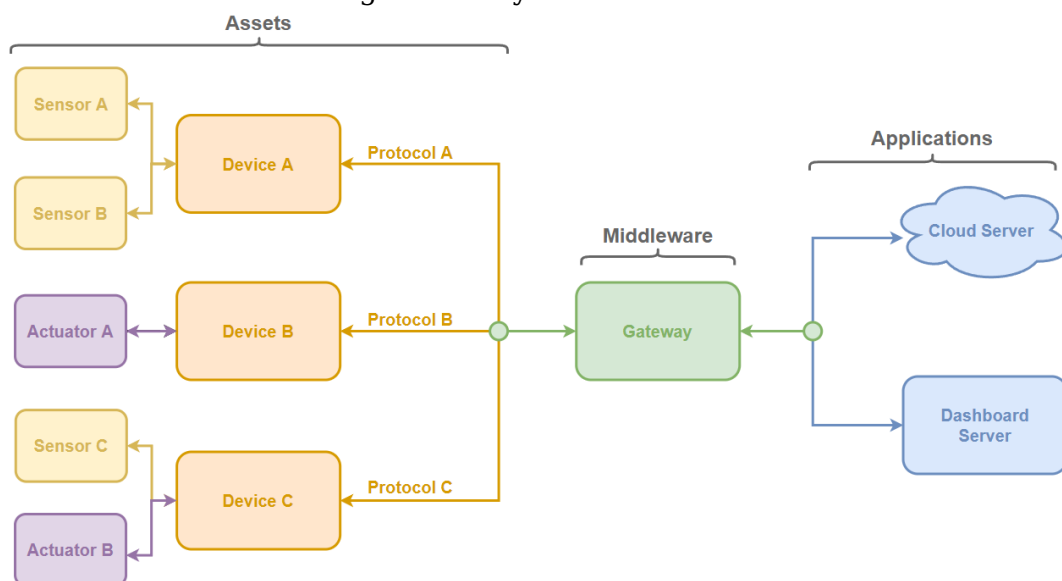 Assets
Sensor A
Sensor B
Device A
Protocol A
Applications
Cloud Server
Middleware
Actuator A
Device B
Protocol B
Gateway
Dashboard
Server
Sensor C
Actuator B
Device C
Protocol C